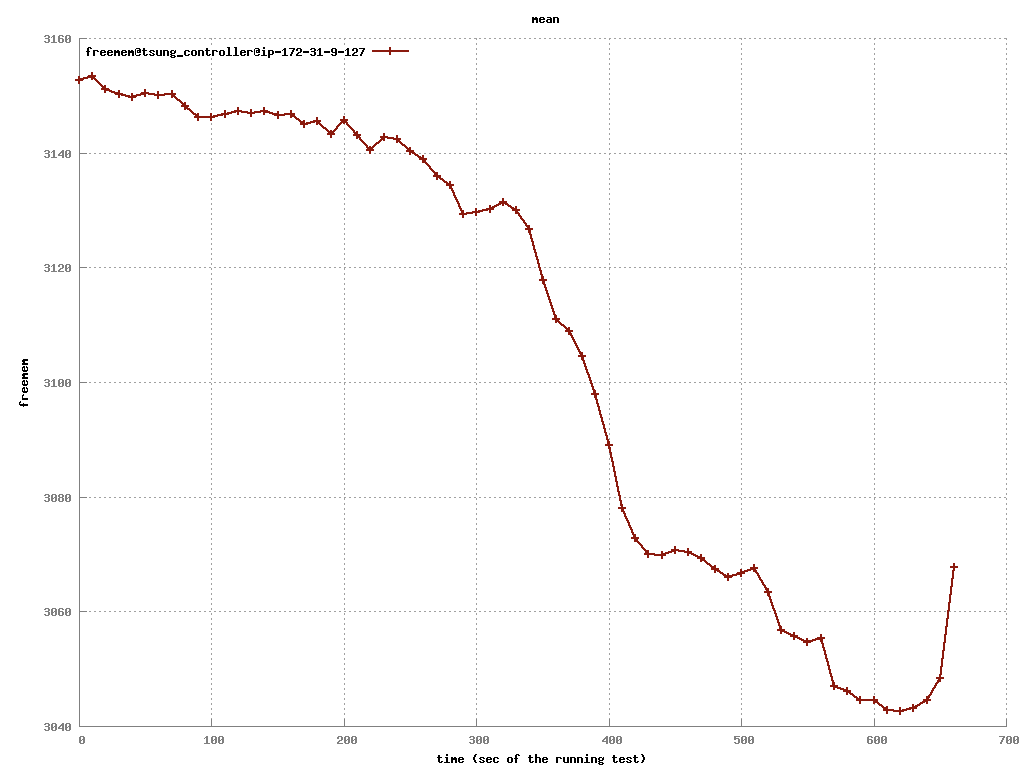 mean
3160
freemem@tsung_controller@ip-172-31-9-127
3140
3120
3100
freemem
3080
3060
3040
0 100 200 300 400 500 600 700
time (sec of the running test)